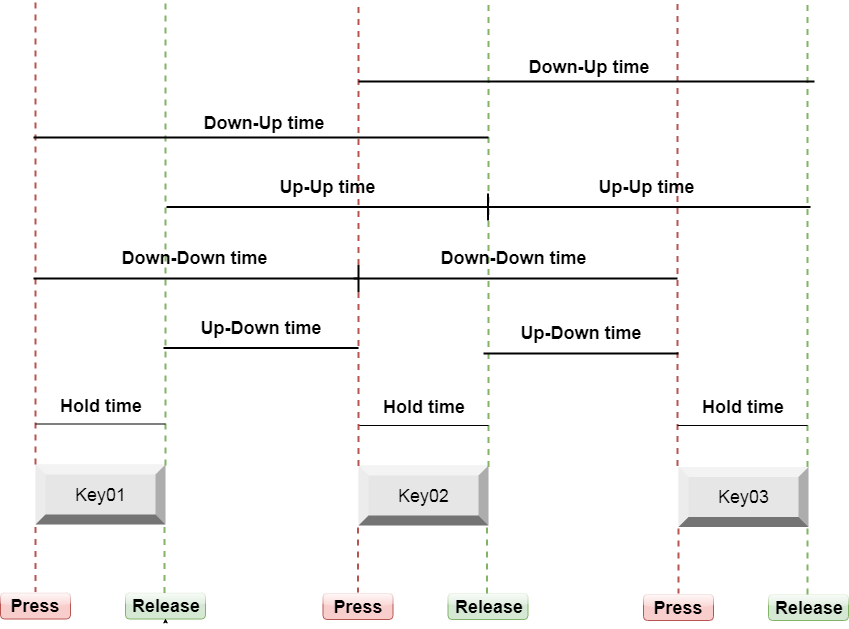 Down-Up time
Down-Up time
Up-Up time Up-Up time
Down-Down time Down-Down time
Up-Down time Up-Down time
Hold time Hold time Hold time
Key01 Key02 Key03
Press Release Press Release Press Release